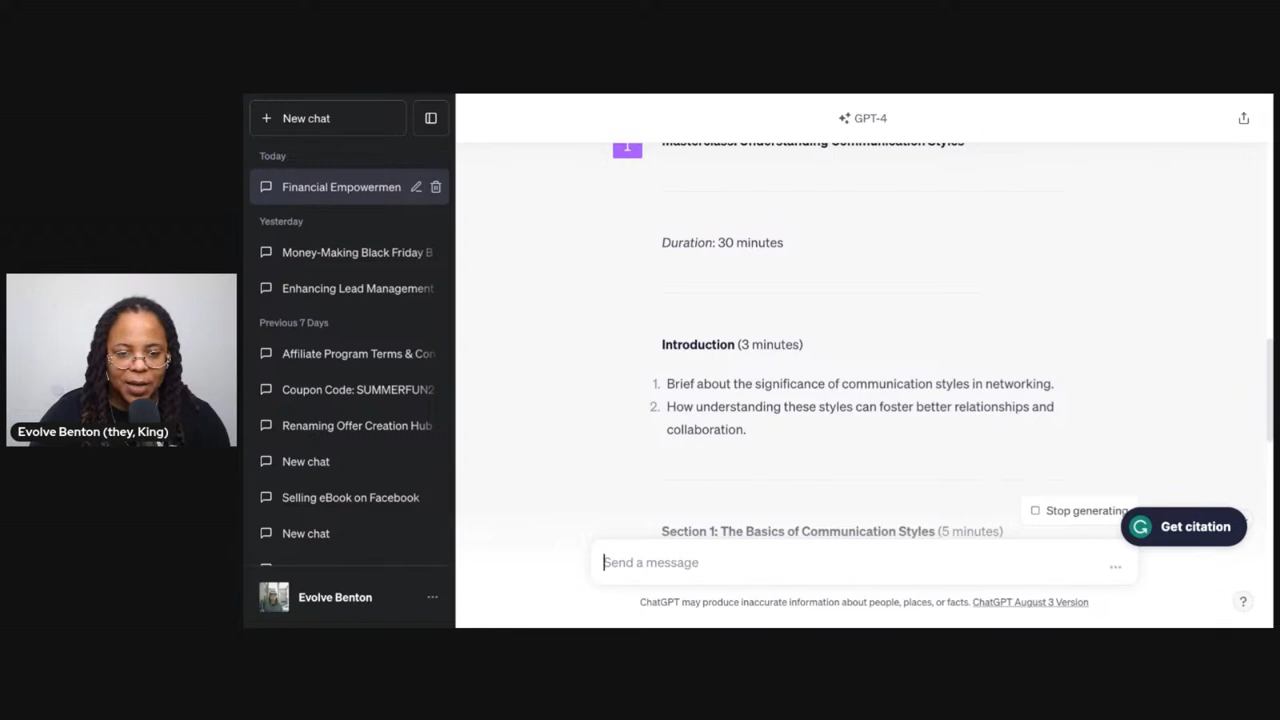 New chat
GPT-4
Today
Financial Empowermen
Yesterday
Money-Making Black Friday B
Enhancing Lead Management
Previous 7 Days
Affiliate Program Terms & Con
Coupon Code: SUMMERFUN2
Renaming Offer Creation Hub
New chat
Selling eBook on Facebook
New chat
Evolve Benton
Masterclass: Understanding Communication Styles
Duration: 30 minutes
Introduction (3 minutes)
1. Brief about the significance of communication styles in networking.
2. How understanding these styles can foster better relationships and
collaboration.
Section 1: The Basics of Communication Styles (5 minutes)
Stop generating
Get citation
Send a message
ChatGPT may produce inaccurate information about people, places, or facts. ChatGPT August 3 Version
?
Evolve Benton (they, King)